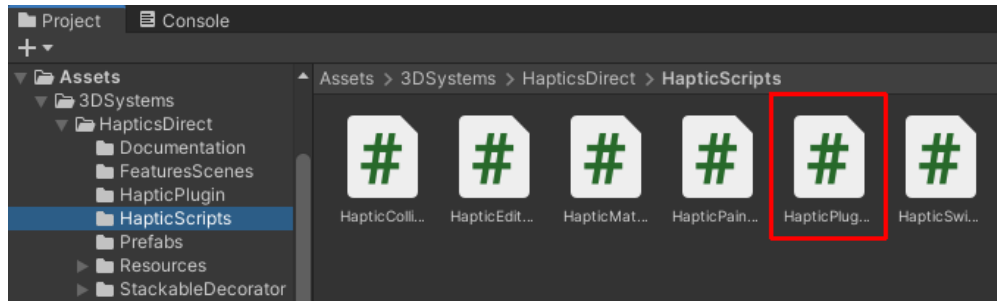 Project
Console
Assets
3DSystems
HapticsDirect
Documentation
FeaturesScenes
HapticPlugin
HapticScripts
Prefabs
Resources
StackableDecorator
Assets > 3DSystems > HapticsDirect > HapticScripts
#
#
#
#
#
#
HapticColli...
HapticEdit...
HapticMat...
HapticPain...
HapticPlug...
HapticSwi...